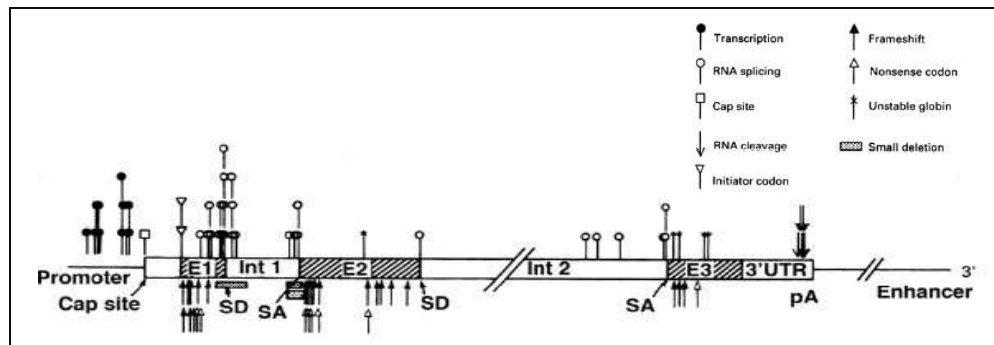 Transcription
Frameshift
RNA splicing
Nonsense codon
Cap site
Unstable globin
RNA cleavage
Small deletion
Initiator codon
E1
Int 1
E2
Int 2
E3
3'UTR
3'
Promoter
Cap site
SD
SA
SD
SA
pA
Enhancer